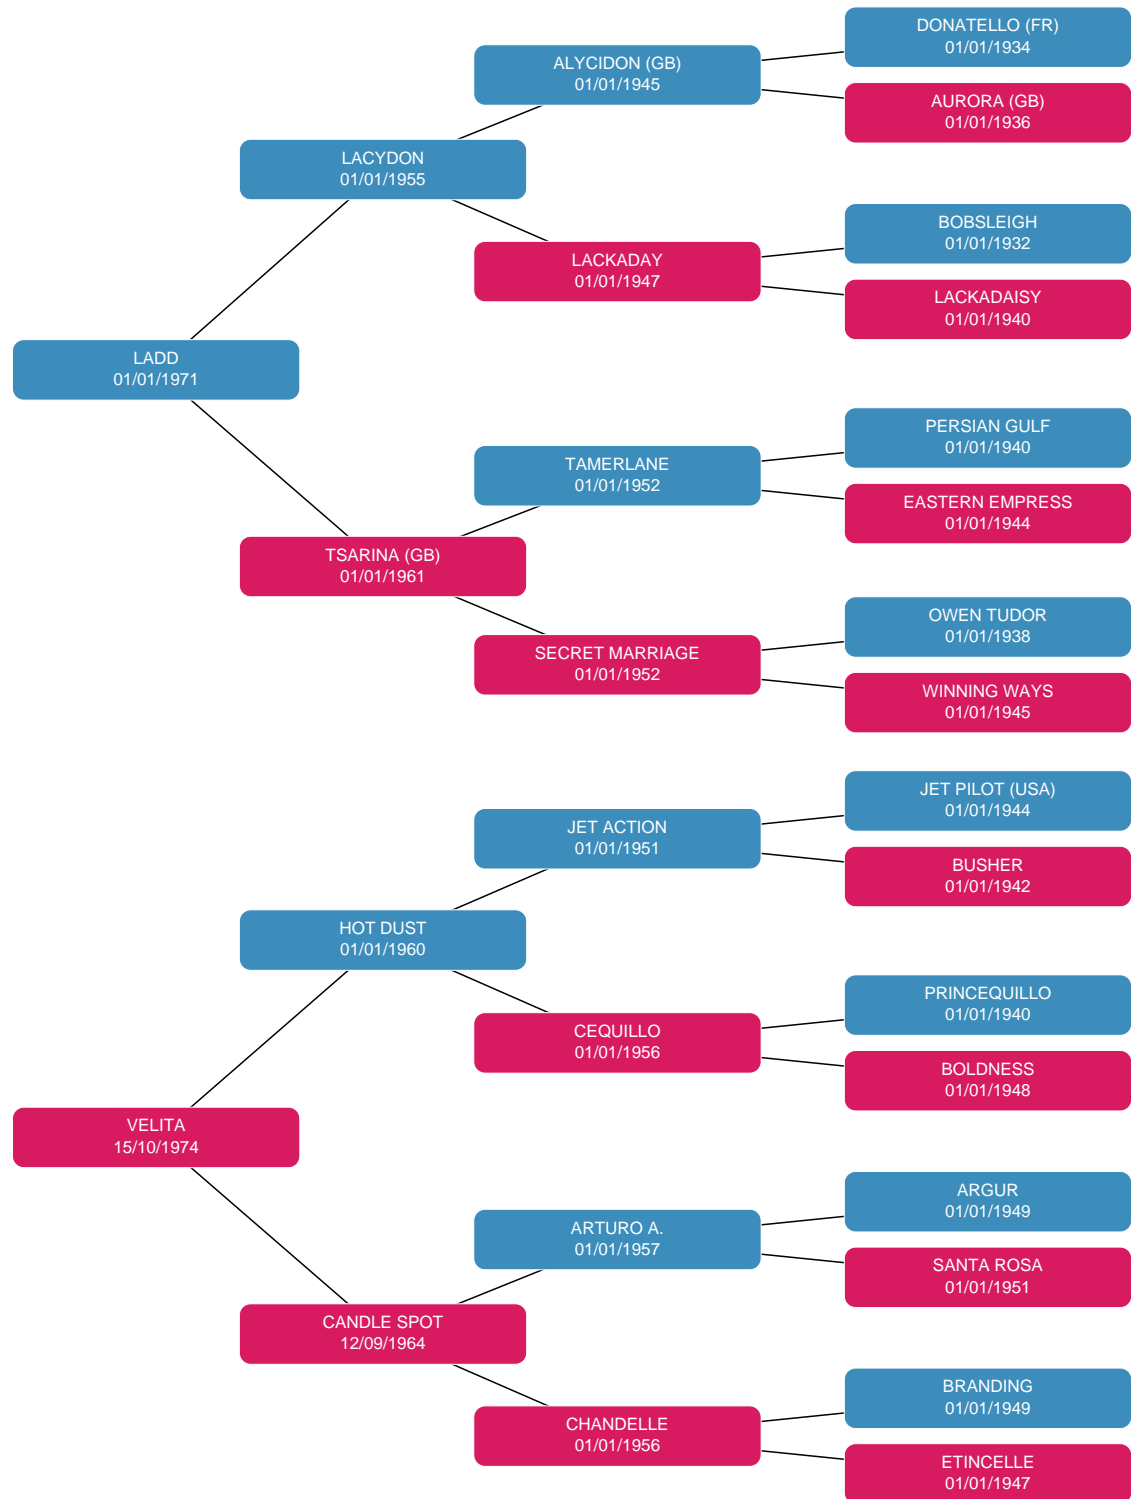 DONATELLO (FR)
01/01/1934
ALYCIDON (GB)
01/01/1945
AURORA (GB)
01/01/1936
LACYDON
01/01/1955
BOBSLEIGH
01/01/1932
LACKADAY
01/01/1947
LACKADAISY
01/01/1940
LADD
01/01/1971
PERSIAN GULF
01/01/1940
TAMERLANE
01/01/1952
EASTERN EMPRESS
01/01/1944
TSARINA (GB)
01/01/1961
OWEN TUDOR
01/01/1938
SECRET MARRIAGE
01/01/1952
WINNING WAYS
01/01/1945
JET PILOT (USA)
01/01/1944
JET ACTION
01/01/1951
BUSHER
01/01/1942
HOT DUST
01/01/1960
PRINCEQUILLO
01/01/1940
CEQUILLO
01/01/1956
BOLDNESS
01/01/1948
VELITA
15/10/1974
ARGUR
01/01/1949
ARTURO A.
01/01/1957
SANTA ROSA
01/01/1951
CANDLE SPOT
12/09/1964
BRANDING
01/01/1949
CHANDELLE
01/01/1956
ETINCELLE
01/01/1947